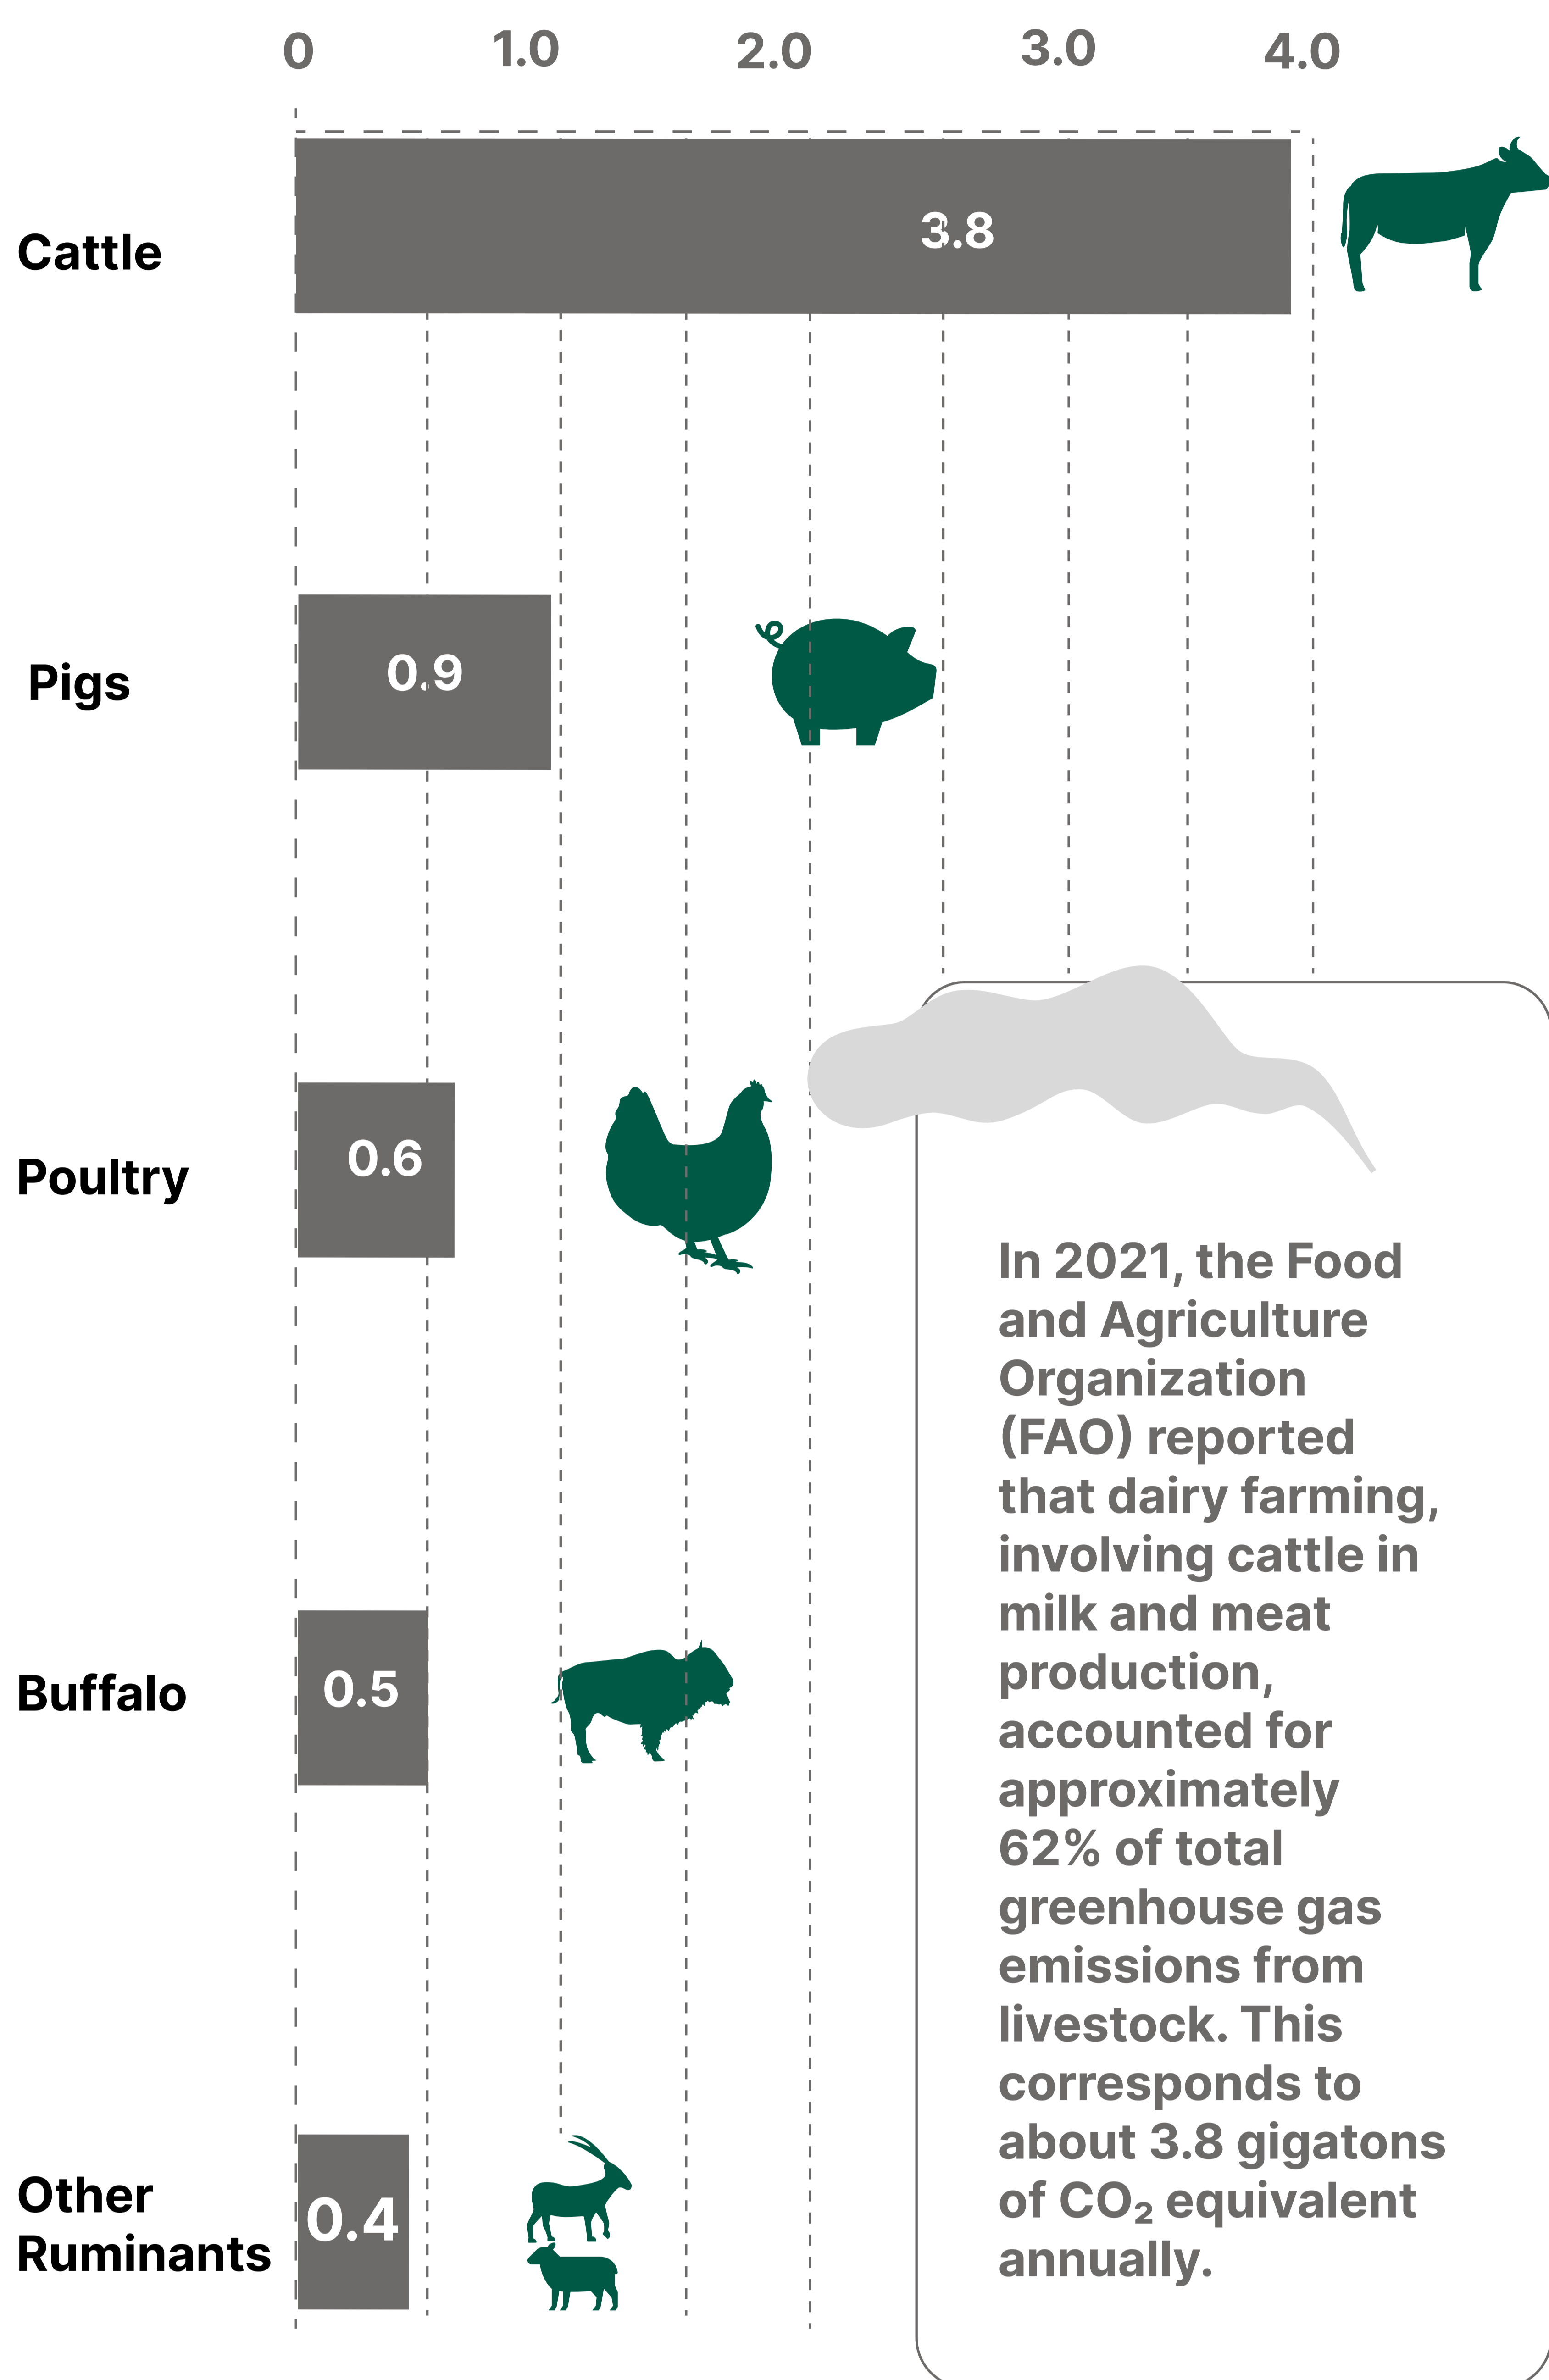 0 1.0 2.0 3.0 4.0
Cattle
3.8
Pigs
0.9
Poultry
0.6
Buffalo
0.5
Other
Ruminants
0.4
In 2021, the Food
and Agriculture
Organization
(FAO) reported
that dairy farming,
involving cattle in
milk and meat
production,
accounted for
approximately
62% of total
greenhouse gas
emissions from
livestock. This
corresponds to
about 3.8 gigatons
of CO₂ equivalent
annually.